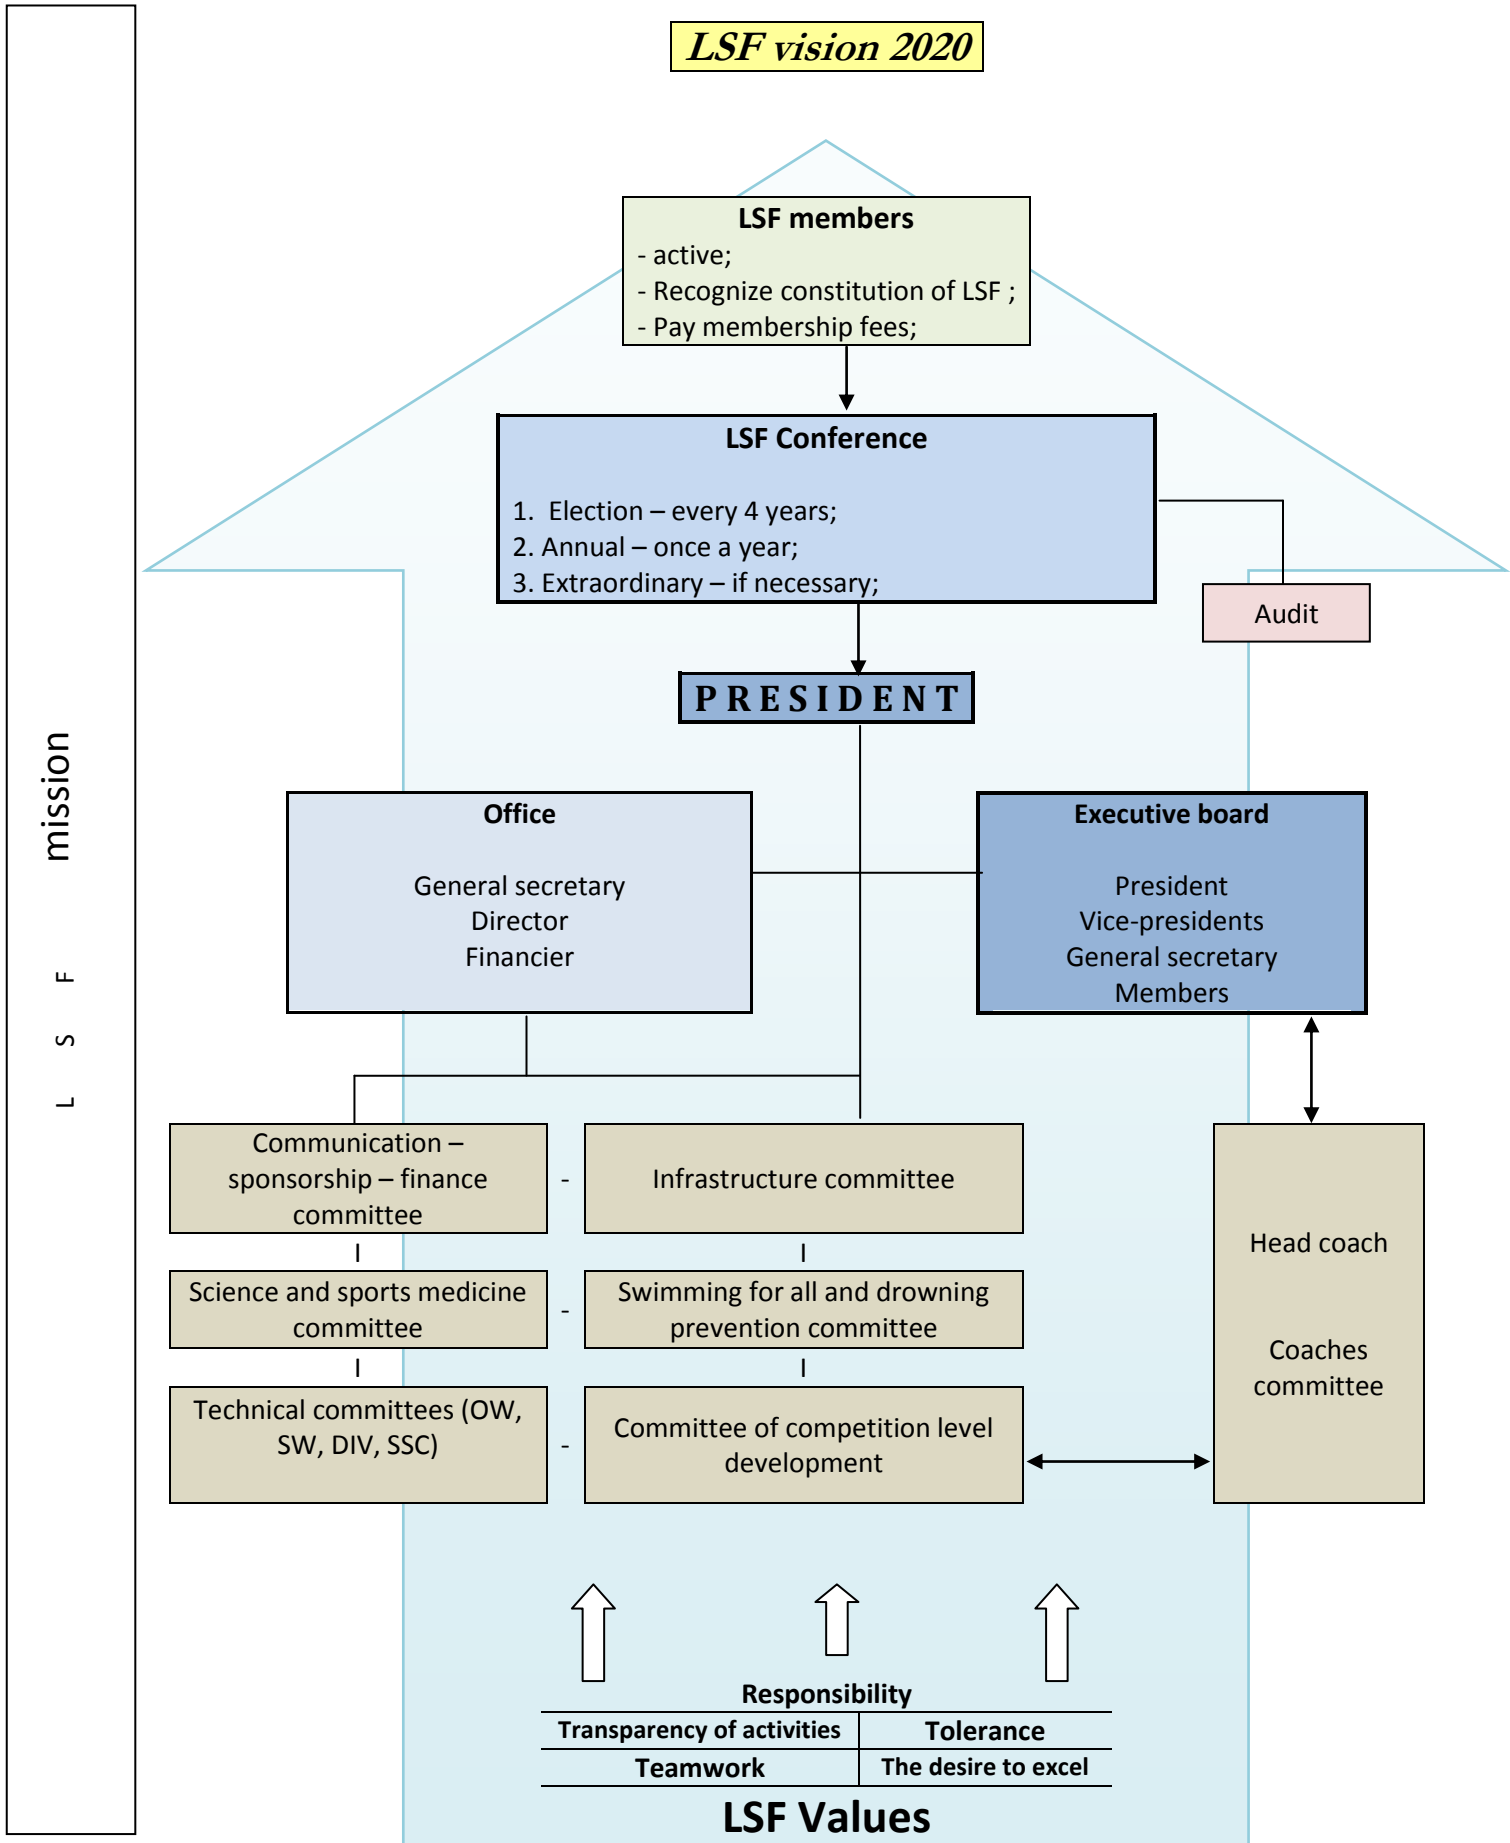 LSF vision 2020
LSF members
- active;
- Recognize constitution of LSF ;
- Pay membership fees;
LSF Conference
1. Election – every 4 years;
2. Annual – once a year;
3. Extraordinary – if necessary;
Audit
PRESIDENT
L S F mission
Office
General secretary
Director
Financier
Executive board
President
Vice-presidents
General secretary
Members
Communication –
sponsorship – finance
committee
-
Infrastructure committee
I
I
Science and sports medicine
committee
-
Swimming for all and drowning
prevention committee
I
I
Technical committees (OW,
SW, DIV, SSC)
-
Committee of competition level
development
Head coach
Coaches
committee
Responsibility
Transparency of activities
Tolerance
Teamwork
The desire to excel
LSF Values